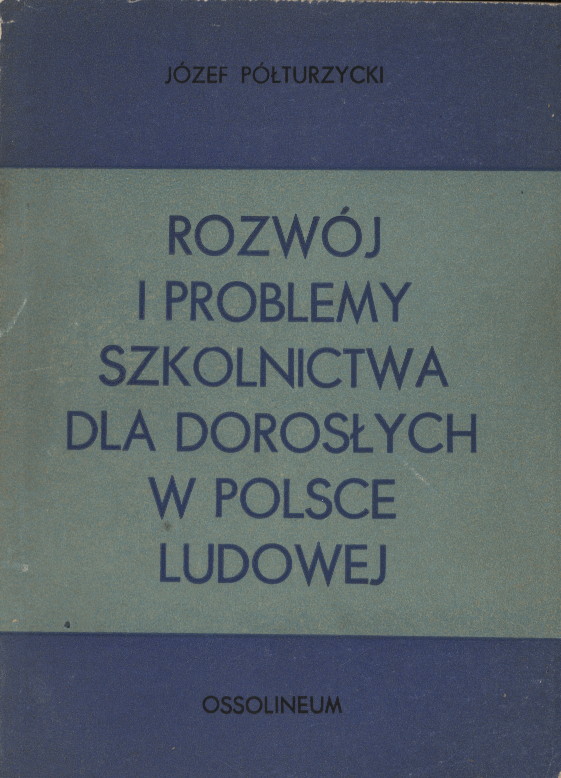 JÓZEF PÓŁTURZYCKI
ROZWÓJ
I PROBLEMY
SZKOLNICTWA
DLA DOROSŁYCH
W POLSCE
LUDOWEJ
OSSOLINEUM